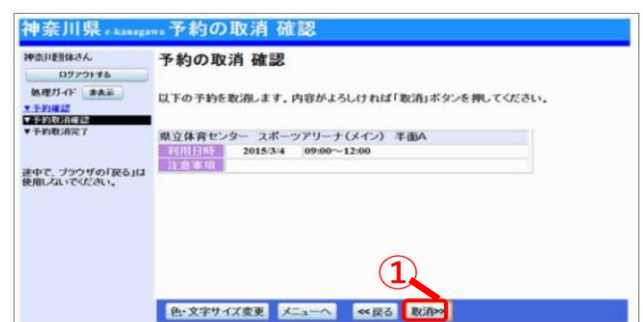 神奈川県 e-kanagawa 予約の取消 確認
神奈川団体さん
ログアウトする
処理ガイド 非表示
▼予約確認
▼予約取消確認
▼予約取消完了
途中で、ブラウザの「戻る」は
使用しないでください。
予約の取消 確認
以下の予約を取消します。内容がよろしければ「取消」ボタンを押してください。
県立体育センター スポーツアリーナ(メイン) 半面A
利用日時 2015/3/4 09:00～12:00
注意事項
①
色・文字サイズ変更 メニューへ <<戻る 取消>>